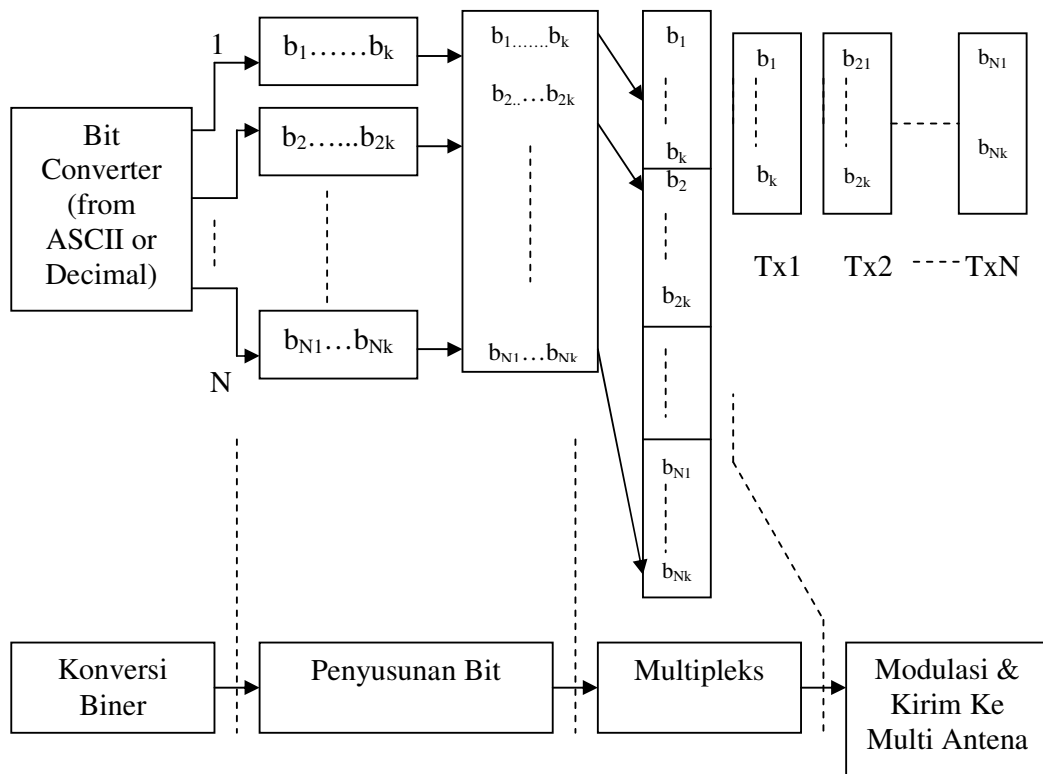 1
b1……bk
b1…….bk
b1
b1
b21
bN1
Bit
Converter
(from
ASCII or
Decimal)
b2…...b2k
b2..…b2k
bk
b2
bk
b2k
bNk
Tx1
Tx2
TxN
b2k
bN1…bNk
bN1…bNk
N
bN1
bNk
Konversi
Biner
Penyusunan Bit
Multipleks
Modulasi &
Kirim Ke
Multi Antena